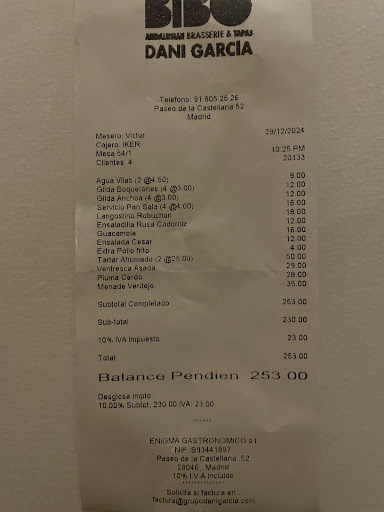 BIBO
ANDALUSIAN BRASSERIE & TAPAS
DANI GARCIA
Teléfono: 91 805 25 26
Paseo de la Castellana 52
Madrid
Mesero: Victor 29/12/2024
Cajero: IKER
Mesa 54/1 10:25 PM
Clientes: 4 20133
Agua Vilas (2 @4.50) 9.00
Gilda Boquerones (4 @3.00) 12.00
Gilda Anchoa (4 @3.00) 12.00
Servicio Pan Sala (4 @4.00) 16.00
Langostino Robuchon 18.00
Ensaladilla Rusa Codorniz 12.00
Guacamole 16.00
Ensalada Cesar 12.00
Extra Pollo frito 4.00
Tartar Ahumado (2 @25.00) 50.00
Ventresca Asada 29.00
Pluma Cerdo 28.00
Menade Verdejo 35.00
Subtotal Completado 253.00
Sub-total 230.00
10% IVA Impuesto 23.00
Total 253.00
Balance Pendien 253.00
Desglose impto
10.00% Subtot: 230.00 IVA: 23.00
ENIGMA GASTRONOMICO s.l
NIF: B93441897
Paseo de la Castellana ,52
28046 , Madrid
10% I.V.A Incluido
Solicite si factura en
factura@grupodanigarcia.com